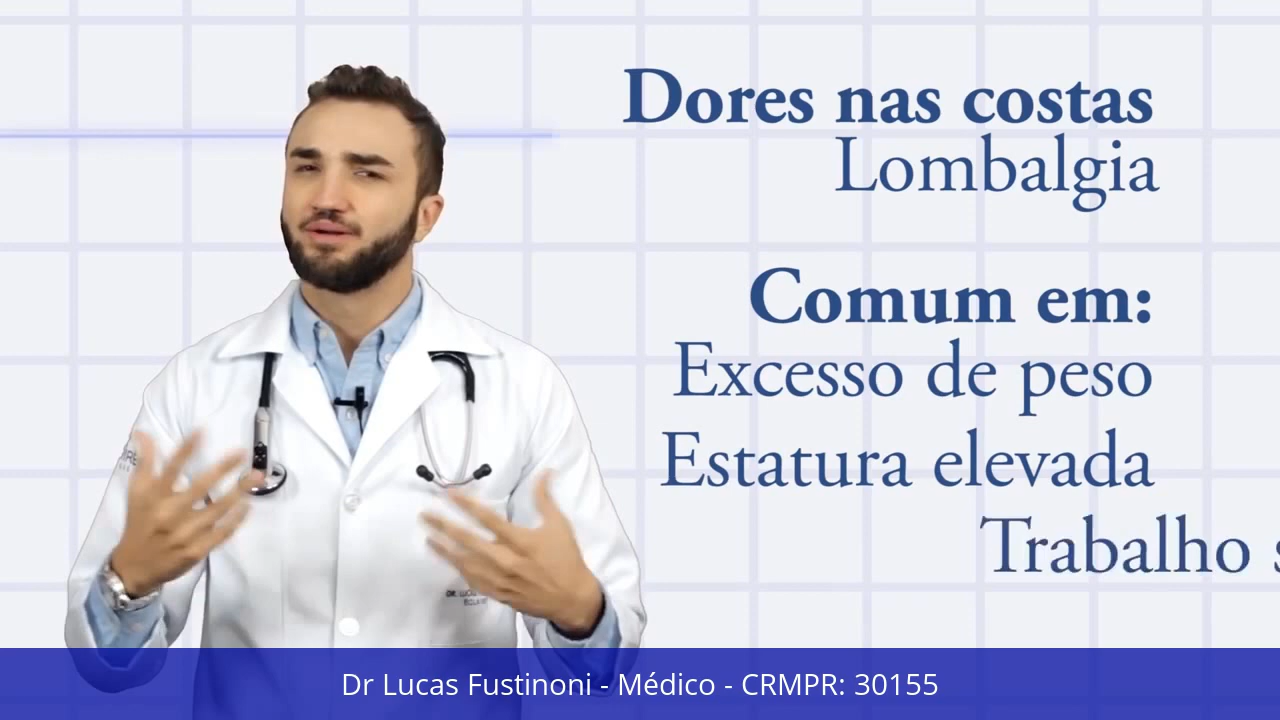 Dores nas costas
Lombalgia
Comum em:
Excesso de peso
Estatura elevada
Trabalho
Dr Lucas Fustinoni - Médico - CRMPR: 30155